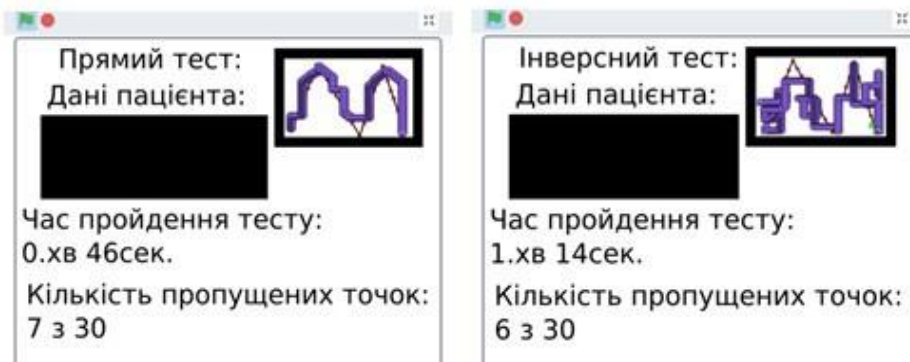 Прямий тест:
Дані пацієнта:
Час пройдення тесту:
0.хв 46сек.
Кількість пропущених точок:
7 з 30
Інверсний тест:
Дані пацієнта:
Час пройдення тесту:
1.хв 14сек.
Кількість пропущених точок:
6 з 30